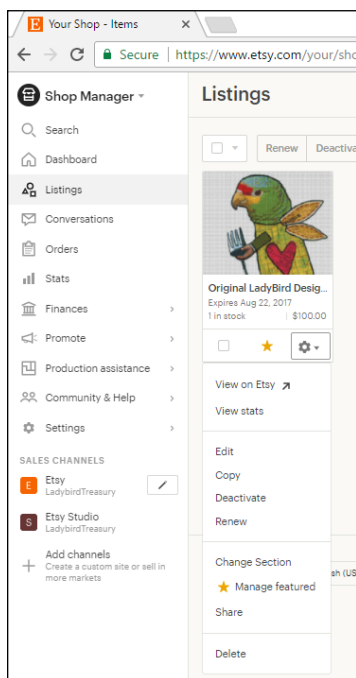 Your Shop - Items
Secure https://www.etsy.com/your/sho
Shop Manager
Search
Dashboard
Listings
Conversations
Orders
Stats
Finances
Promote
Production assistance
Community & Help
Settings
SALES CHANNELS
E Etsy
LadybirdTreasury
S Etsy Studio
LadybirdTreasury
Add channels
Create a custom site or sell in
more markets
Listings
Renew Deactiva
Original LadyBird Desig...
Expires Aug 22, 2017
1 in stock $100.00
View on Etsy
View stats
Edit
Copy
Deactivate
Renew
Change Section
Manage featured
Share
Delete
sh (US